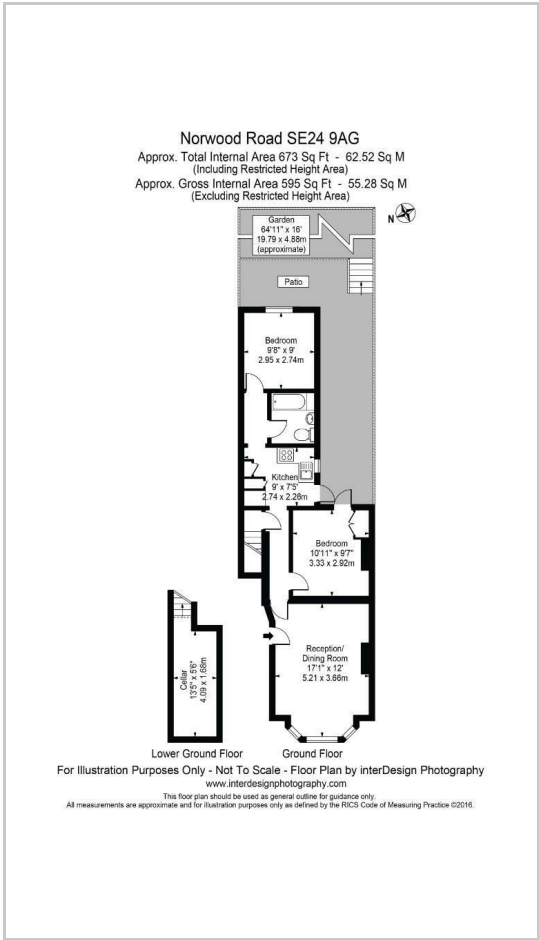 Norwood Road SE24 9AG
Approx. Total Internal Area 673 Sq Ft - 62.52 Sq M
(Including Restricted Height Area)
Approx. Gross Internal Area 595 Sq Ft - 55.28 Sq M
(Excluding Restricted Height Area)
N
Garden
64'11" x 16'
19.79 x 4.88m
(approximate)
Patio
Bedroom
9'8" x 9'
2.95 x 2.74m
Kitchen
9' x 7'5'
2.74 x 2.26m
Bedroom
10'11" x 9'7"
3.33 x 2.92m
Reception/
Dining Room
17'1" x 12'
5.21 x 3.66m
Cellar
13'5" x 5'6"
4.09 x 1.68m
Lower Ground Floor
Ground Floor
For Illustration Purposes Only - Not To Scale - Floor Plan by interDesign Photography
www.interdesignphotography.com
This floor plan should be used as general outline for guidance only.
All measurements are approximate and for illustration purposes only as defined by the RICS Code of Measuring Practice ©2016.